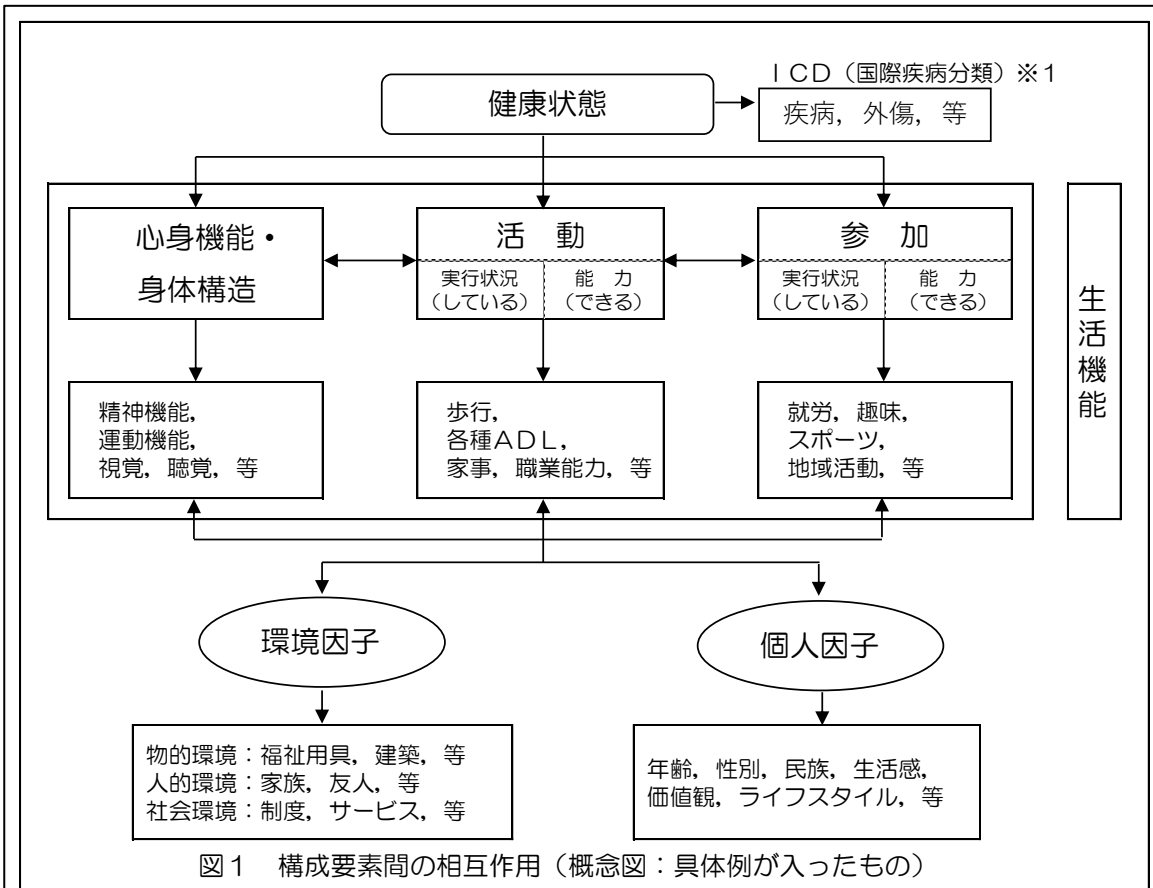 ICD（国際疾病分類）※1
健康状態
疾病，外傷，等
心身機能・
身体構造
活　動
実行状況
（している）
能　力
（できる）
参　加
実行状況
（している）
能　力
（できる）
生活機能
精神機能，
運動機能，
視覚，聴覚，等
歩行，
各種ＡＤＬ，
家事，職業能力，等
就労，趣味，
スポーツ，
地域活動，等
環境因子
個人因子
物的環境：福祉用具，建築，等
人的環境：家族，友人，等
社会環境：制度，サービス，等
年齢，性別，民族，生活感，
価値観，ライフスタイル，等
図１　構成要素間の相互作用（概念図：具体例が入ったもの）